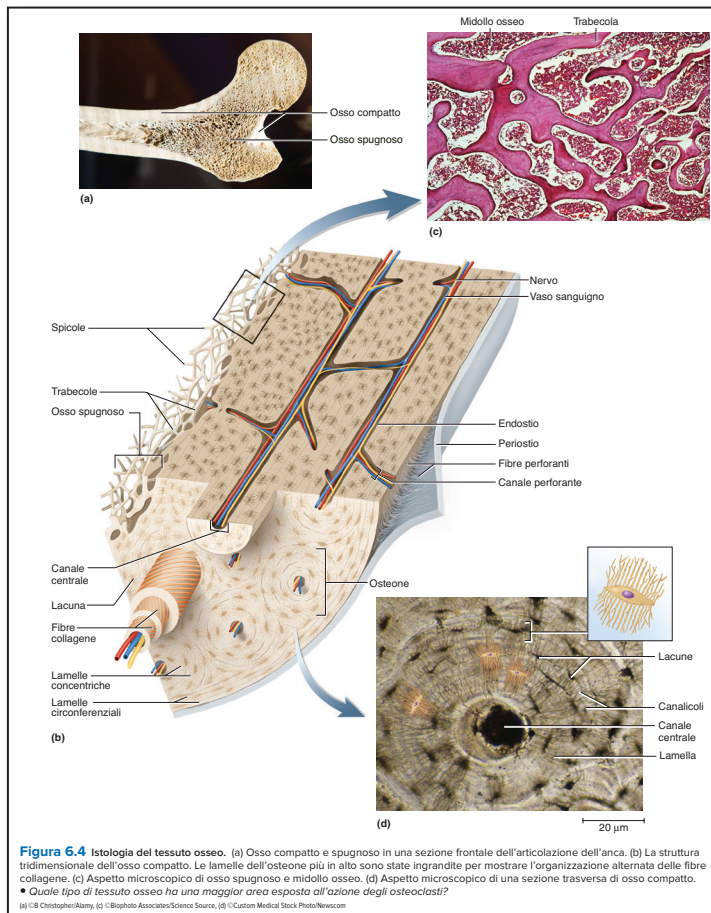 Midollo osseo
Trabecola
Osso compatto
Osso spugnoso
(a)
(c)
Nervo
Vaso sanguigno
Spicole
Trabecole
Osso spugnoso
Endostio
Periostio
Fibre perforanti
Canale perforante
Canale
centrale
Osteone
Lacuna
Fibre
collagene
Lamelle
concentriche
Lamelle
circonferenziali
(b)
Lacune
Canalicoli
Canale
centrale
Lamella
(d)
20 µm
Figura 6.4 Istologia del tessuto osseo. (a) Osso compatto e spugnoso in una sezione frontale dell'articolazione dell'anca. (b) La struttura
tridimensionale dell'osso compatto. Le lamelle dell'osteone più in alto sono state ingrandite per mostrare l'organizzazione alternata delle fibre
collagene. (c) Aspetto microscopico di osso spugnoso e midollo osseo. (d) Aspetto microscopico di una sezione trasversa di osso compatto.
● Quale tipo di tessuto osseo ha una maggior area esposta all'azione degli osteoclasti?
(a) ©B Christopher/Alamy, (c) ©Biophoto Associates/Science Source, (d) ©Custom Medical Stock Photo/Newscom